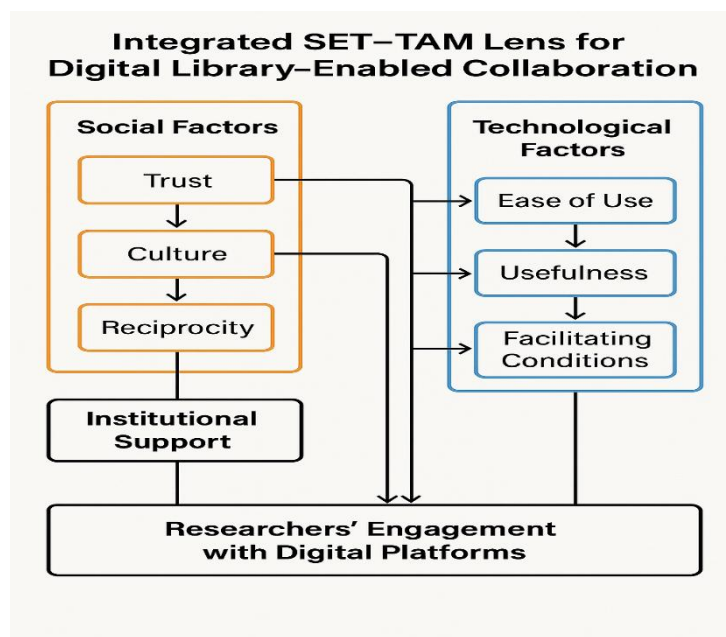 Integrated SET–TAM Lens for
Digital Library–Enabled Collaboration
Social Factors
Trust
Culture
Reciprocity
Institutional
Support
Technological
Factors
Ease of Use
Usefulness
Facilitating
Conditions
Researchers’ Engagement
with Digital Platforms